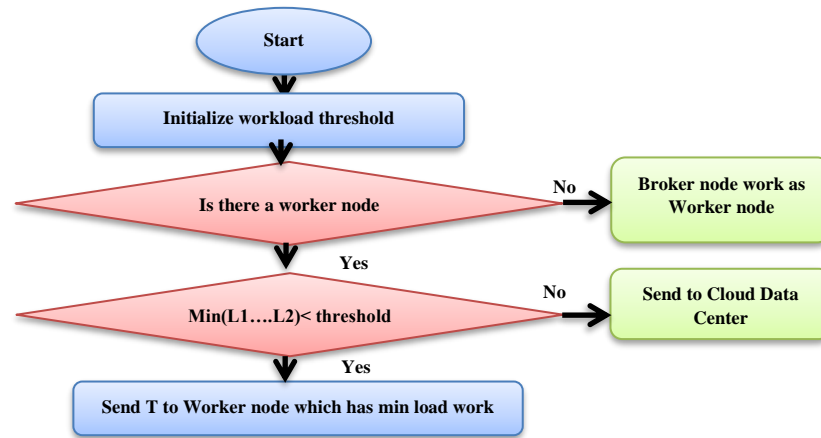 Start
Initialize workload threshold
Is there a worker node
No
Broker node work as
Worker node
Yes
Min(L1….L2)< threshold
No
Send to Cloud Data
Center
Yes
Send T to Worker node which has min load work